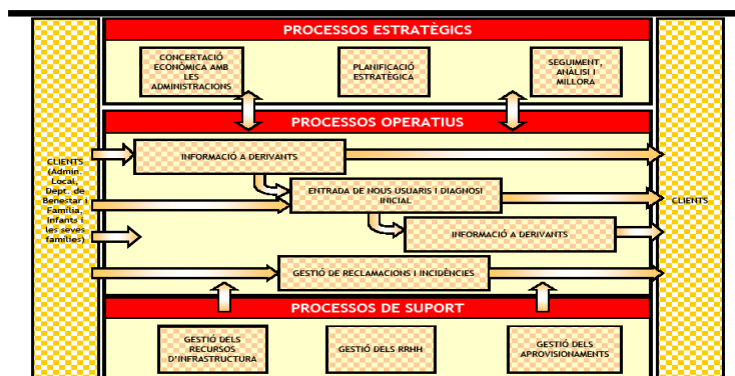 PROCESSOS ESTRATÈGICS
CONCERTACIÓ
ECONÒMICA AMB
LES
ADMINISTRACIONS
PLANIFICACIÓ
ESTRATÈGICA
SEGUIMENT,
ANÀLISI I
MILLORA
PROCESSOS OPERATIUS
CLIENTS
(Admin.
Local,
Dept. de
Benestar i
Família,
Infants i
les seves
famílies)
INFORMACIÓ A DERIVANTS
ENTRADA DE NOUS USUARIS I DIAGNOSI
INICIAL
INFORMACIÓ A DERIVANTS
GESTIÓ DE RECLAMACIONS I INCIDÈNCIES
CLIENTS
PROCESSOS DE SUPORT
GESTIÓ DELS
RECURSOS
D'INFRASTRUCTURA
GESTIÓ DELS RRHH
GESTIÓ DELS
APROVISIONAMENTS